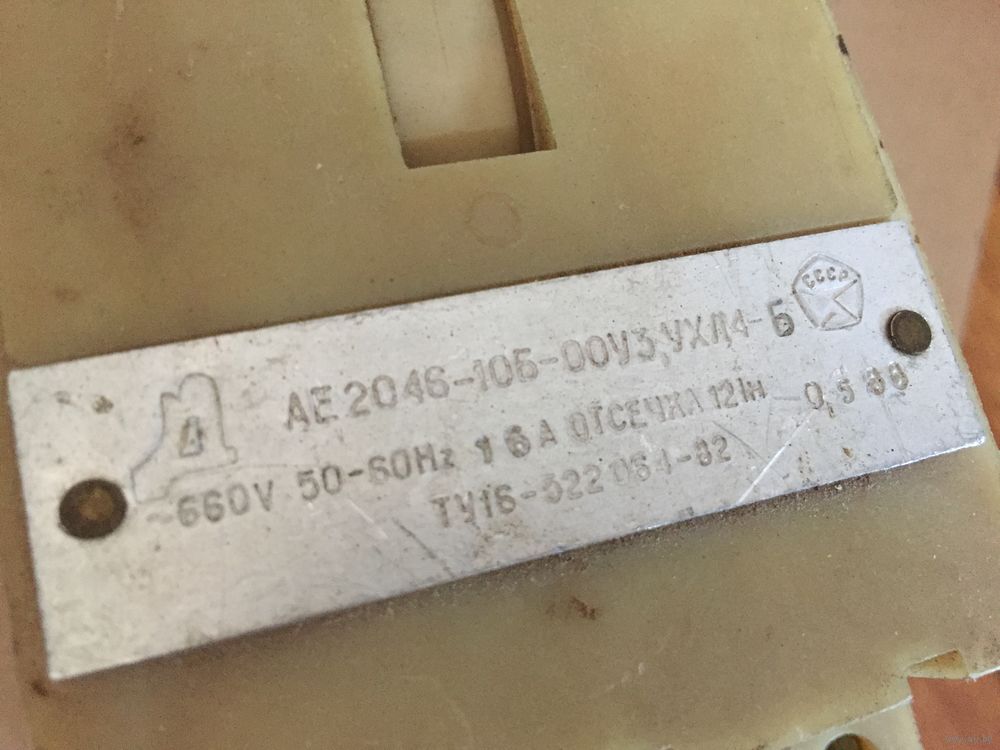 СССР
АЕ 2046-10Б-00У3,УХЛ4-Б
~660V 50-60Hz 16А ОТСЕЧКА 12Iн 0,5 88
ТУ16-522 064-82